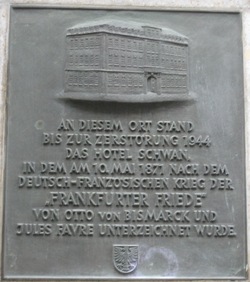 AN DIESEM ORT STAND
BIS ZUR ZERSTÖRUNG 1944
DAS HOTEL SCHWAN,
IN DEM AM 10. MAI 1871 NACH DEM
DEUTSCH-FRANZÖSISCHEN KRIEG DER
„FRANKFURTER FRIEDE"
VON OTTO VON BISMARCK UND
JULES FAVRE UNTERZEICHNET WURDE.